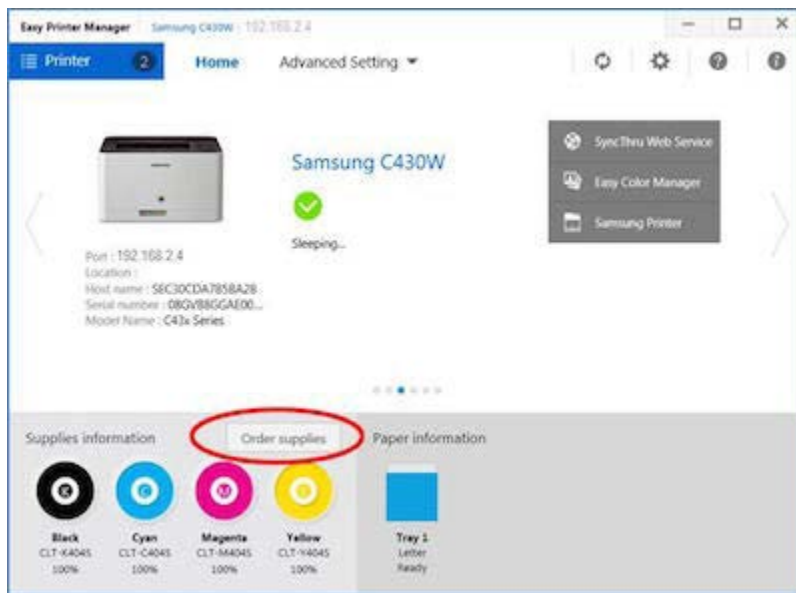 Easy Printer Manager Samsung C430W : 192.168.2.4
Printer 2 Home Advanced Setting
Samsung C430W
Sleeping...
SyncThru Web Service
Easy Color Manager
Samsung Printer
Port : 192.168.2.4
Location :
Host name : SEC30CDA7858A28
Serial number : 08GVB8GGAE00...
Model Name : C43x Series
Supplies information Order supplies Paper information
K C M Y
Black Cyan Magenta Yellow Tray 1
CLT-K404S CLT-C404S CLT-M404S CLT-Y404S Letter
100% 100% 100% 100% Ready